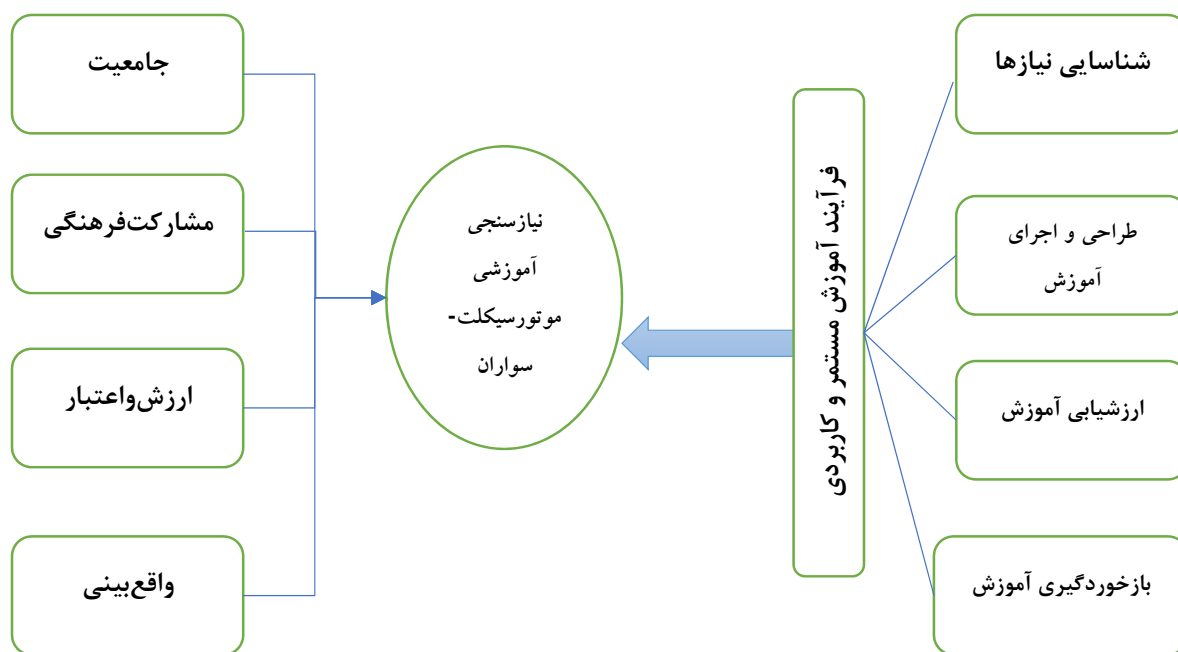 شناسایی نیازها
طراحی و اجرای
آموزش
ارزشیابی آموزش
بازخوردگیری آموزش
فرآیند آموزش مستمر و کاربردی
نیازسنجی
آموزشی
موتورسیکلت-
سواران
جامعیت
مشارکت‌فرهنگی
ارزش‌واعتبار
واقع‌بینی